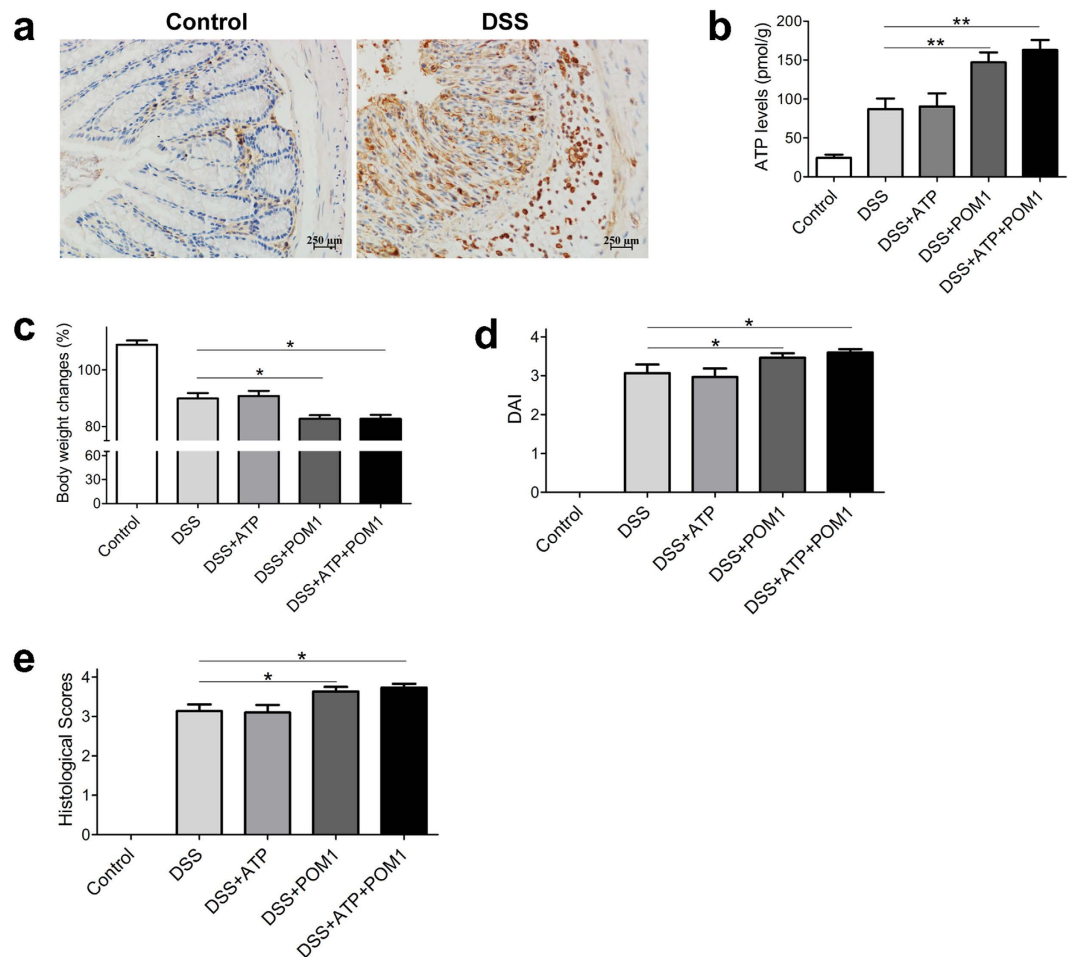 a
Control
DSS
250 μm
250 μm
b
ATP levels (pmol/g)
200
150
100
50
0
**
**
Control
DSS
DSS+ATP
DSS+POM1
DSS+ATP+POM1
c
Body weight changes (%)
100
80
60
30
0
*
*
Control
DSS
DSS+ATP
DSS+POM1
DSS+ATP+POM1
d
DAI
4
3
2
1
0
*
*
Control
DSS
DSS+ATP
DSS+POM1
DSS+ATP+POM1
e
Histological Scores
4
3
2
1
0
*
*
Control
DSS
DSS+ATP
DSS+POM1
DSS+ATP+POM1